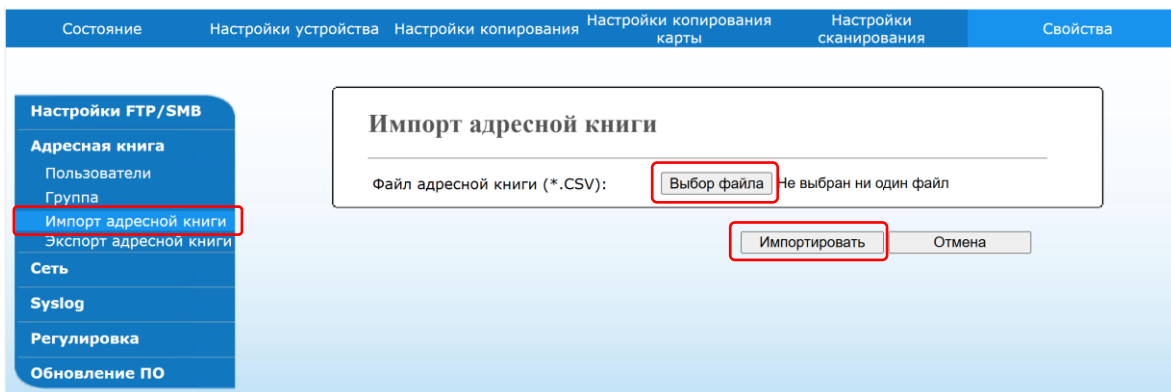 Состояние
Настройки устройства
Настройки копирования
Настройки копирования
карты
Настройки
сканирования
Свойства
Настройки FTP/SMB
Адресная книга
Пользователи
Группа
Импорт адресной книги
Экспорт адресной книги
Сеть
Syslog
Регулировка
Обновление ПО
Импорт адресной книги
Файл адресной книги (*.CSV): Выбор файла Не выбран ни один файл
Импортировать Отмена